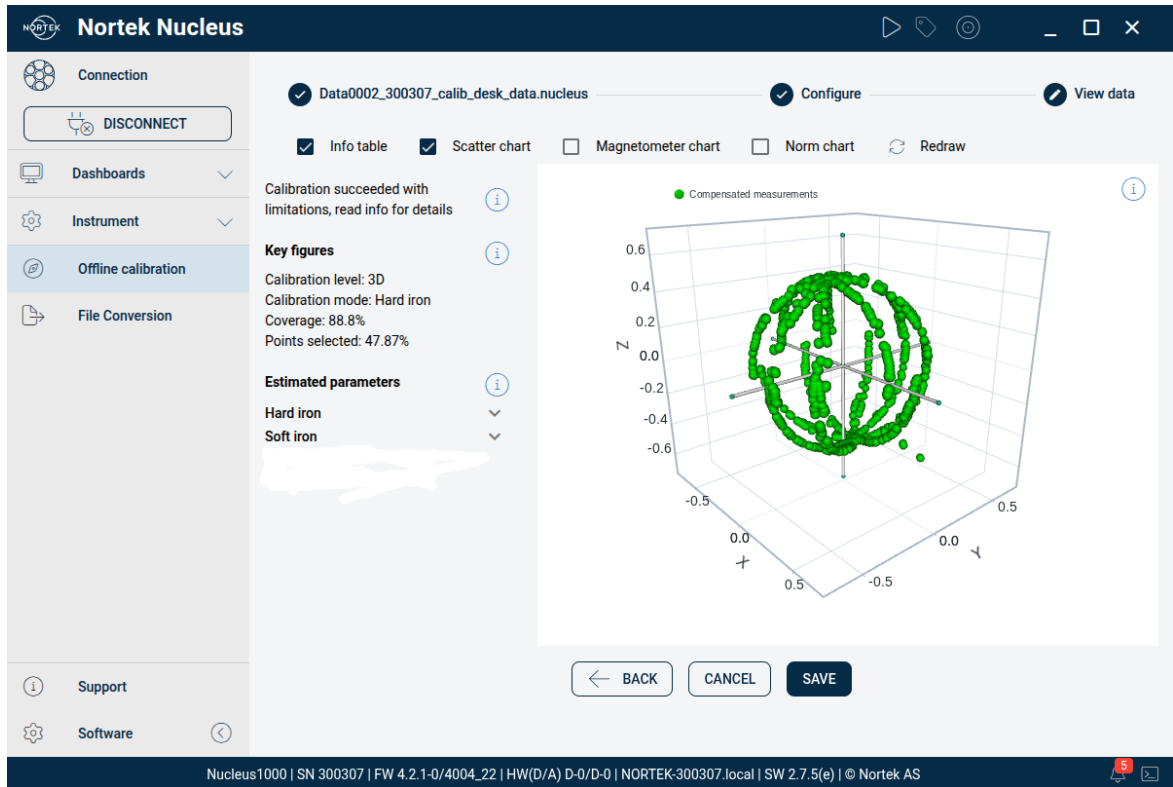 NORTEK Nortek Nucleus
Connection
DISCONNECT
Dashboards
Instrument
Offline calibration
File Conversion
Data0002_300307_calib_desk_data.nucleus
Configure
View data
Info table
Scatter chart
Magnetometer chart
Norm chart
Redraw
Calibration succeeded with
limitations, read info for details
i
Key figures
i
Calibration level: 3D
Calibration mode: Hard iron
Coverage: 88.8%
Points selected: 47.87%
Estimated parameters
i
Hard iron
Soft iron
Compensated measurements
i
0.6
0.4
0.2
0.0
-0.2
-0.4
-0.6
Z
-0.5
0.0
0.5
X
-0.5
0.0
0.5
Y
BACK
CANCEL
SAVE
i
Support
Software
Nucleus1000 | SN 300307 | FW 4.2.1-0/4004_22 | HW(D/A) D-0/D-0 | NORTEK-300307.local | SW 2.7.5(e) | © Nortek AS
5